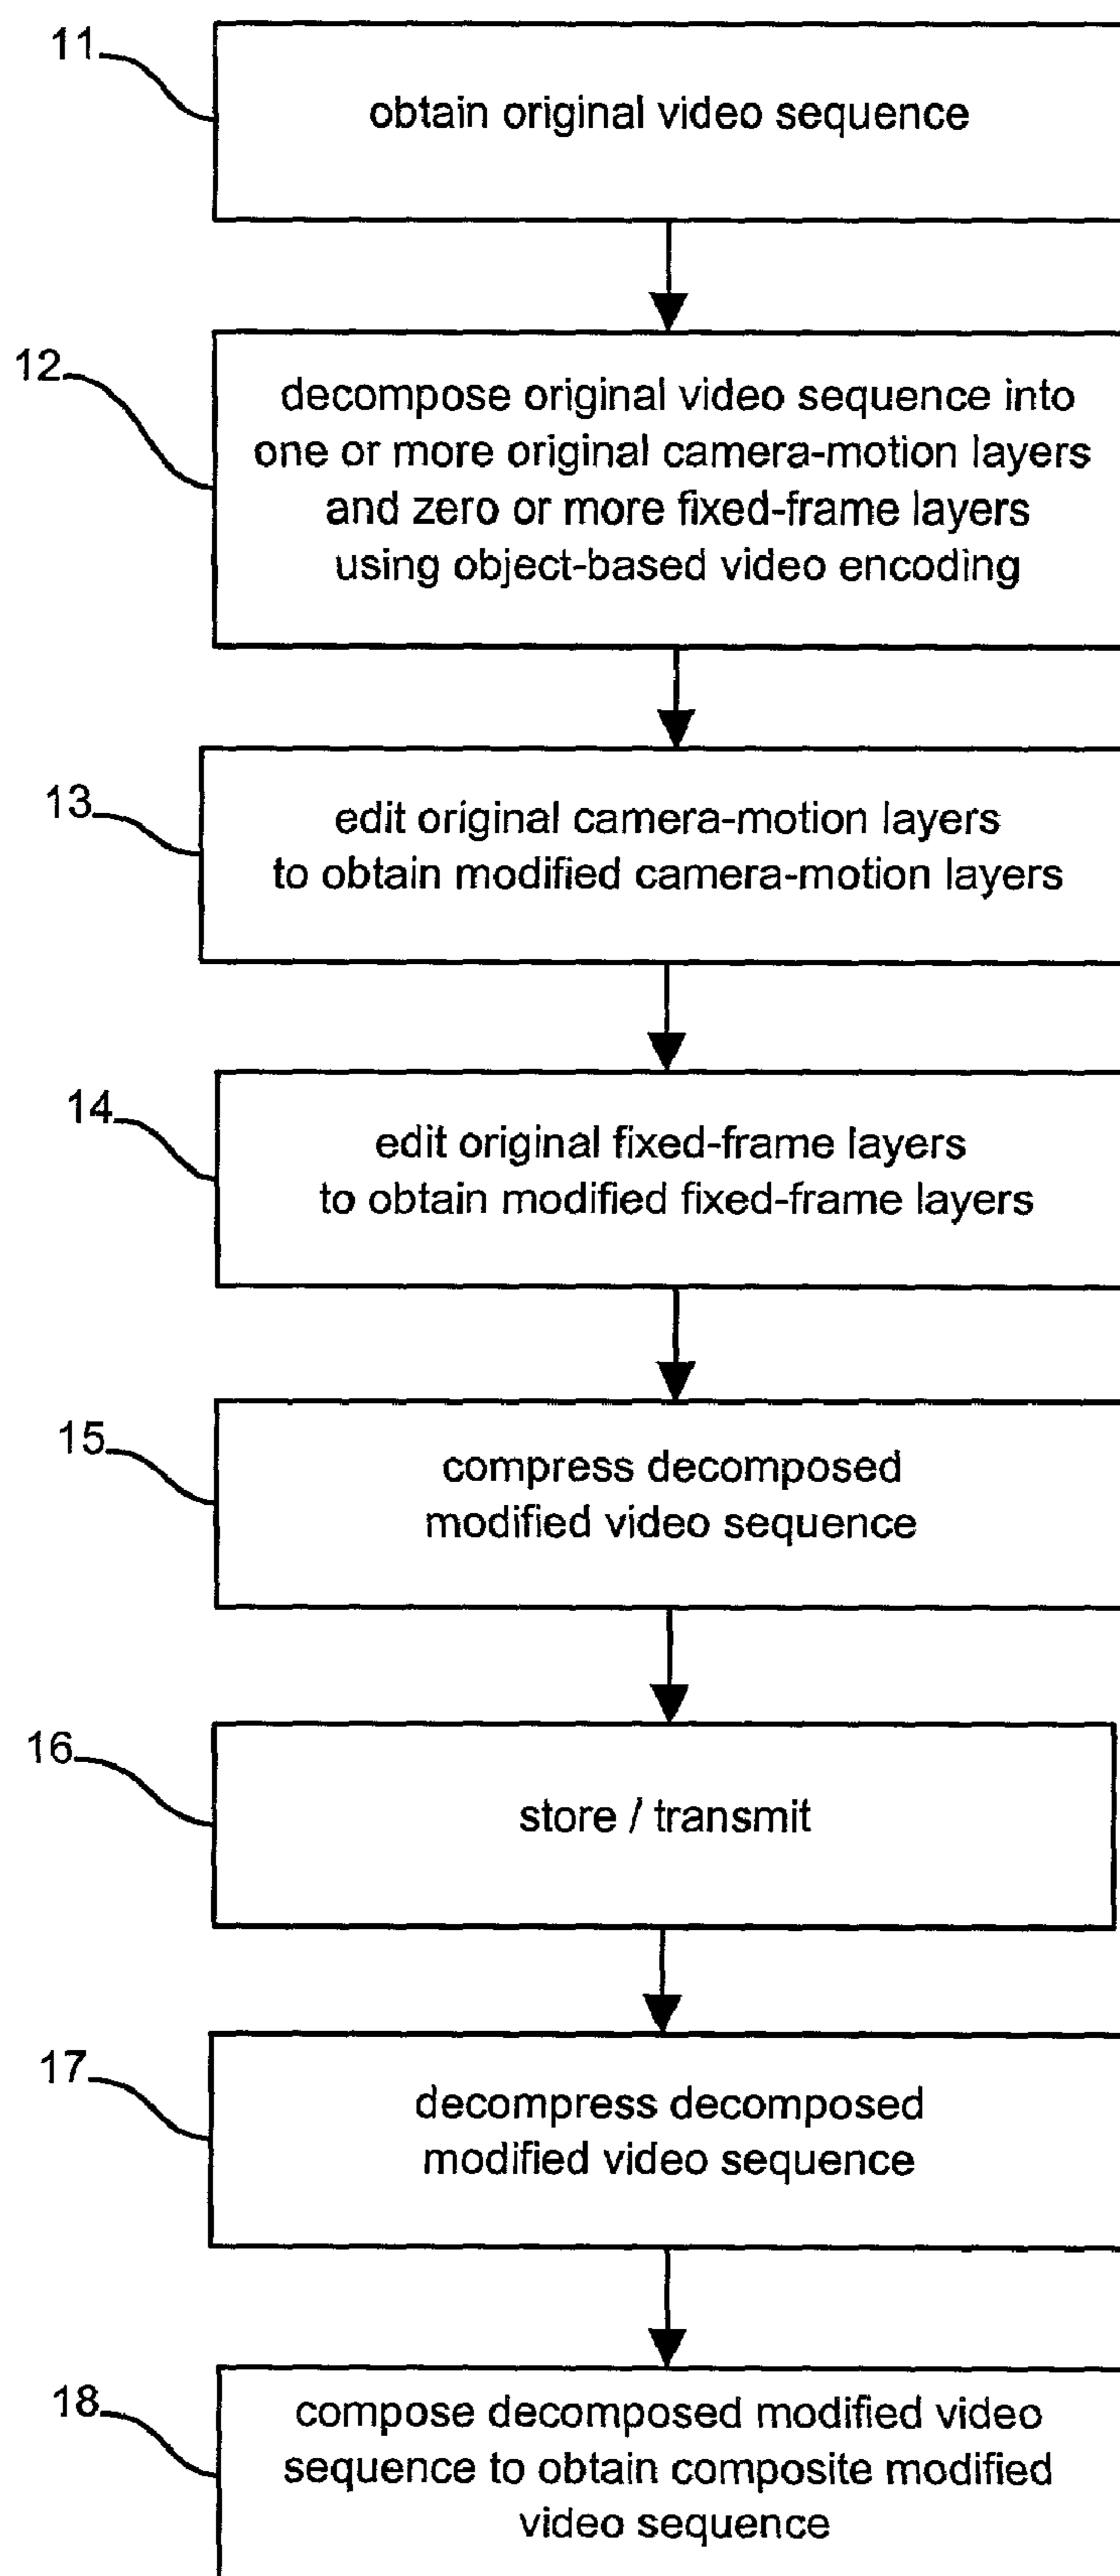 11
obtain original video sequence
12
decompose original video sequence into
one or more original camera-motion layers
and zero or more fixed-frame layers
using object-based video encoding
13
edit original camera-motion layers
to obtain modified camera-motion layers
14
edit original fixed-frame layers
to obtain modified fixed-frame layers
15
compress decomposed
modified video sequence
16
store / transmit
17
decompress decomposed
modified video sequence
18
compose decomposed modified video
sequence to obtain composite modified
video sequence